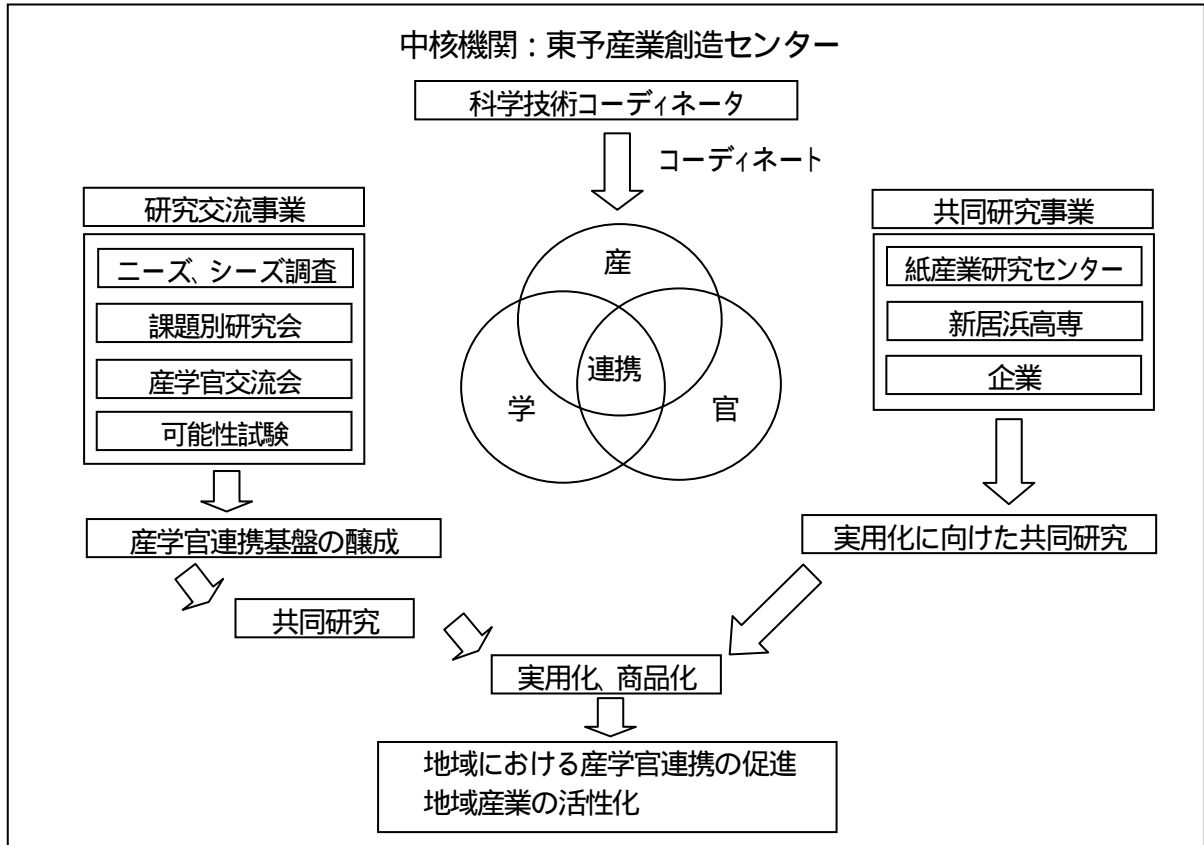 中核機関：東予産業創造センター
科学技術コーディネータ
コーディネート
研究交流事業
ニーズ、シーズ調査
課題別研究会
産学官交流会
可能性試験
産学官連携基盤の醸成
共同研究
産
学
官
連携
共同研究事業
紙産業研究センター
新居浜高専
企業
実用化に向けた共同研究
実用化、商品化
地域における産学官連携の促進
地域産業の活性化